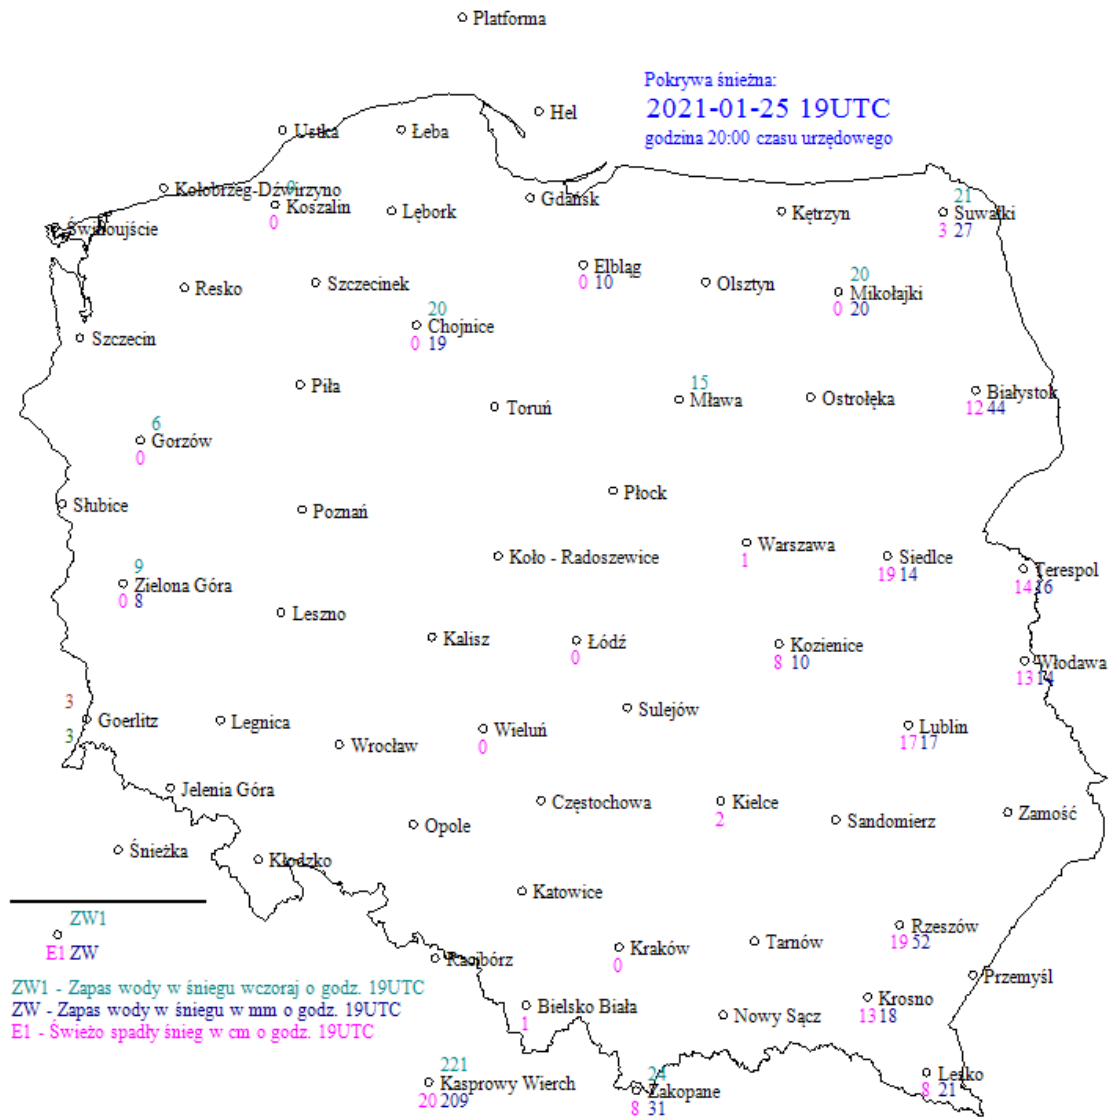 Platforma
Pokrywa śnieżna:
2021-01-25 19UTC
godzina 20:00 czasu urzędowego
Hel
Ustka
Łeba
Kołobrzeg-Dźwirzyno
0
Koszalin
0
Lębork
Gdańsk
Kętrzyn
21
Suwałki
3 27
Świnoujście
Resko
Szczecinek
Elbląg
0 10
Olsztyn
20
Mikołajki
0 20
20
Chojnice
0 19
Szczecin
Piła
Toruń
15
Mława
Ostrołęka
Białystok
12 44
6
Gorzów
0
Słubice
Poznań
Płock
Koło - Radoszewice
Warszawa
1
Siedlce
19 14
Terespol
14 16
9
Zielona Góra
0 8
Leszno
Kalisz
Łódź
0
Kozienice
8 10
Włodawa
13 14
3
Goerlitz
3
Legnica
Wrocław
Wieluń
0
Sulejów
Lublin
17 17
Jelenia Góra
Opole
Częstochowa
Kielce
2
Sandomierz
Zamość
Śnieżka
Kłodzko
Katowice
ZW1
E1 ZW
Racibórz
Kraków
0
Tarnów
Rzeszów
19 52
Przemyśl
ZW1 - Zapas wody w śniegu wczoraj o godz. 19UTC
ZW - Zapas wody w śniegu w mm o godz. 19UTC
E1 - Świeżo spadły śnieg w cm o godz. 19UTC
Bielsko Biała
1
Nowy Sącz
Krosno
13 18
221
Kasprowy Wierch
20 209
24
Zakopane
8 31
Lesko
8 21